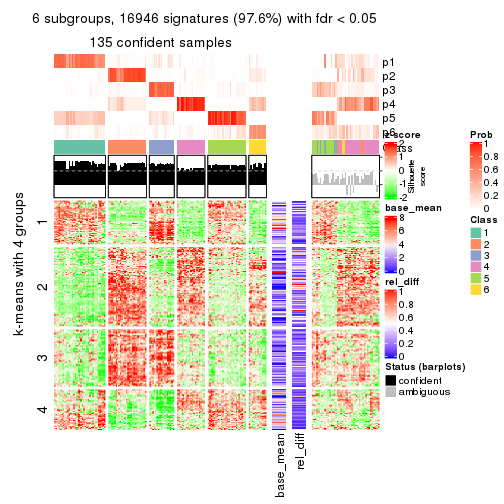 6 subgroups, 16946 signatures (97.6%) with fdr < 0.05
135 confident samples
p1
p2
p3
p4
p5
p6
Class
z-score
2
1
0
-1
-2
Silhouette
score
k-means with 4 groups
1
2
3
4
base_mean
8
6
4
2
0
rel_diff
1
0.8
0.6
0.4
0.2
0
Status (barplots)
confident
ambiguous
Prob
1
0.8
0.6
0.4
0.2
0
Class
1
2
3
4
5
6
base_mean
rel_diff